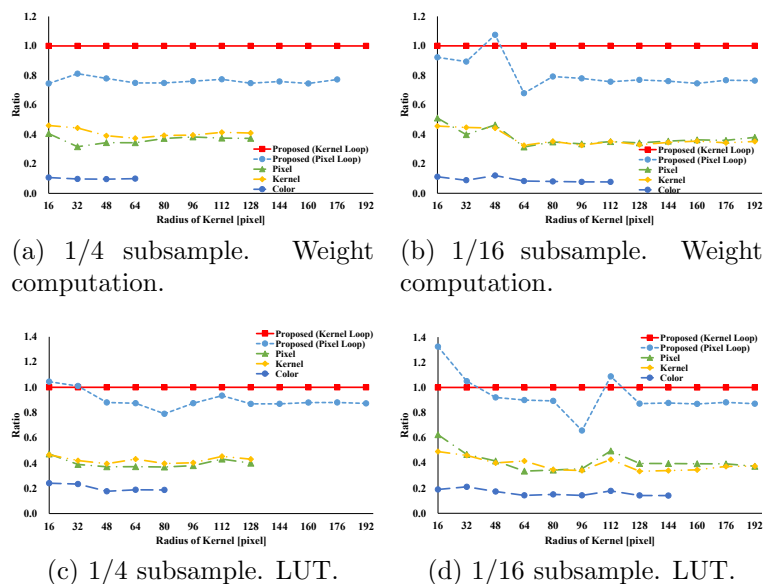 1.4
1.2
1.0
0.8
0.6
0.4
0.2
0.0
Ratio
Proposed (Kernel Loop)
Proposed (Pixel Loop)
Pixel
Kernel
Color
16 32 48 64 80 96 112 128 144 160 176 192
Radius of Kernel [pixel]
(a) 1/4 subsample. Weight
computation.
1.2
1.0
0.8
0.6
0.4
0.2
0.0
Ratio
Proposed (Kernel Loop)
Proposed (Pixel Loop)
Pixel
Kernel
Color
16 32 48 64 80 96 112 128 144 160 176 192
Radius of Kernel [pixel]
(b) 1/16 subsample. Weight
computation.
1.4
1.2
1.0
0.8
0.6
0.4
0.2
0.0
Ratio
Proposed (Kernel Loop)
Proposed (Pixel Loop)
Pixel
Kernel
Color
16 32 48 64 80 96 112 128 144 160 176 192
Radius of Kernel [pixel]
(c) 1/4 subsample. LUT.
1.4
1.2
1.0
0.8
0.6
0.4
0.2
0.0
Ratio
Proposed (Kernel Loop)
Proposed (Pixel Loop)
Pixel
Kernel
Color
16 32 48 64 80 96 112 128 144 160 176 192
Radius of Kernel [pixel]
(d) 1/16 subsample. LUT.